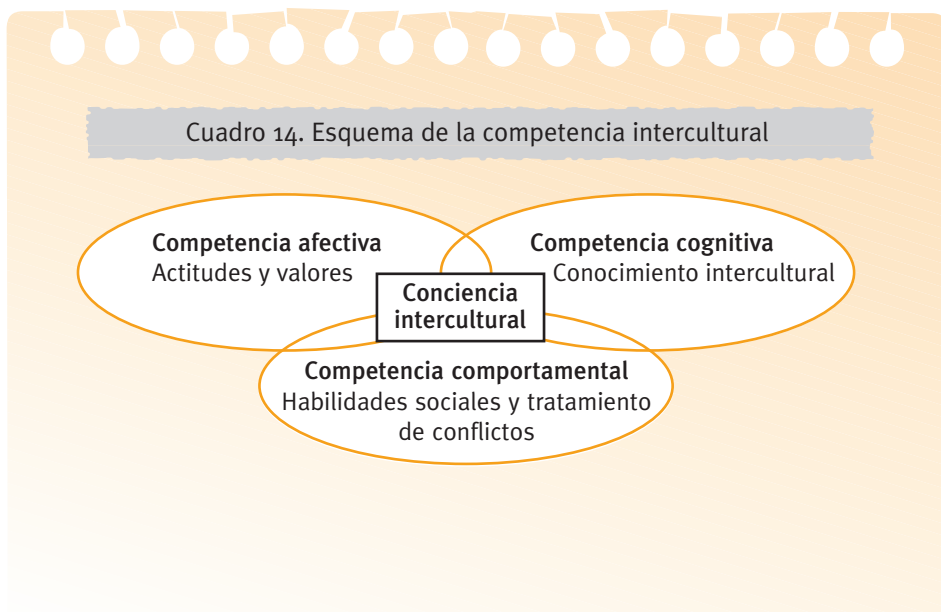 Cuadro 14. Esquema de la competencia intercultural
Competencia afectiva
Actitudes y valores
Competencia cognitiva
Conocimiento intercultural
Conciencia
intercultural
Competencia comportamental
Habilidades sociales y tratamiento
de conflictos